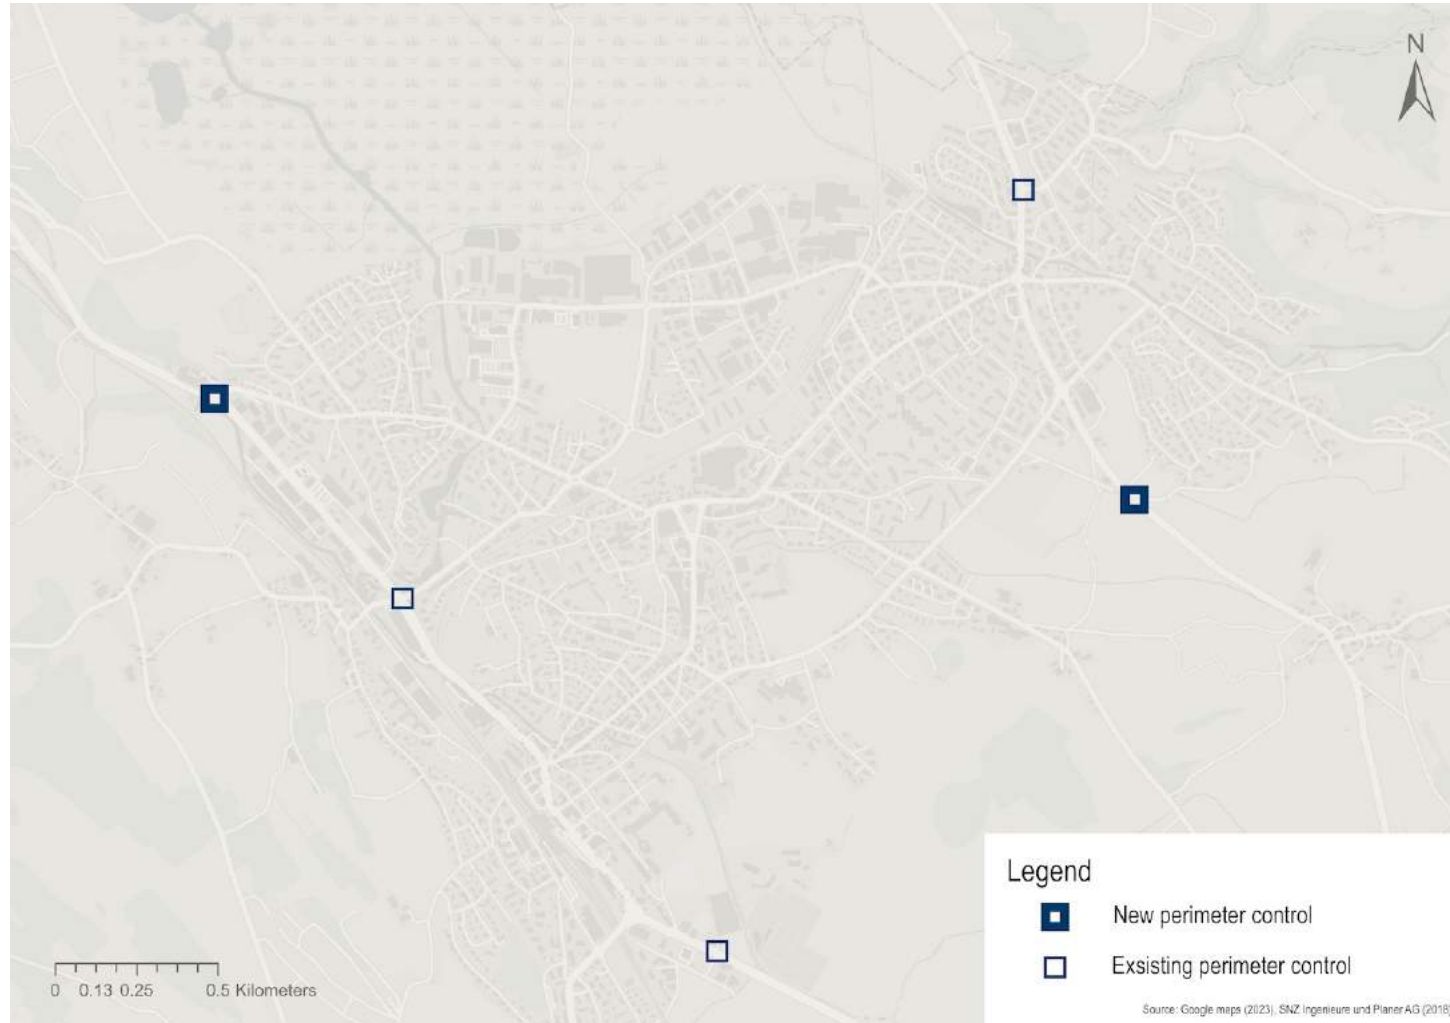 N
Legend
New perimeter control
Exsisting perimeter control
0 0.13 0.25 0.5 Kilometers
Source: Google maps (2023), SNZ Ingenieure und Planer AG (2018)